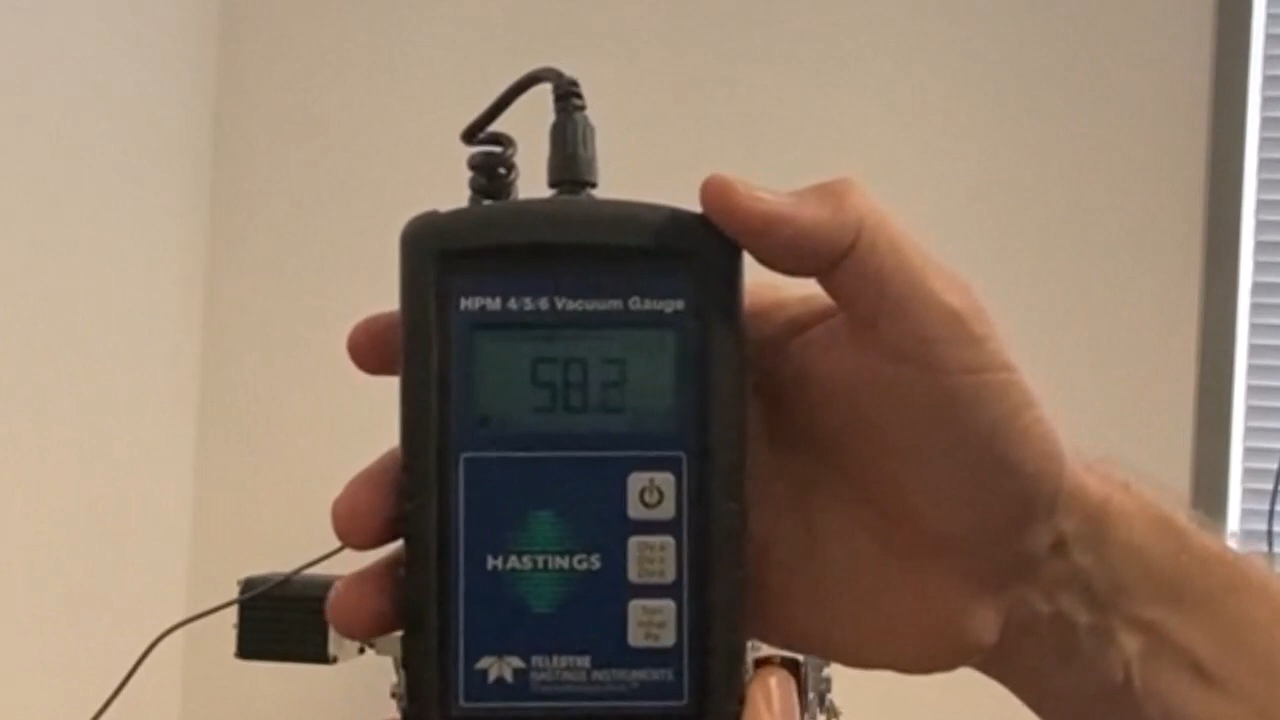 HPM 4/5/6 Vacuum Gauge
58.2
HASTINGS
TELEDYNE
HASTINGS INSTRUMENTS